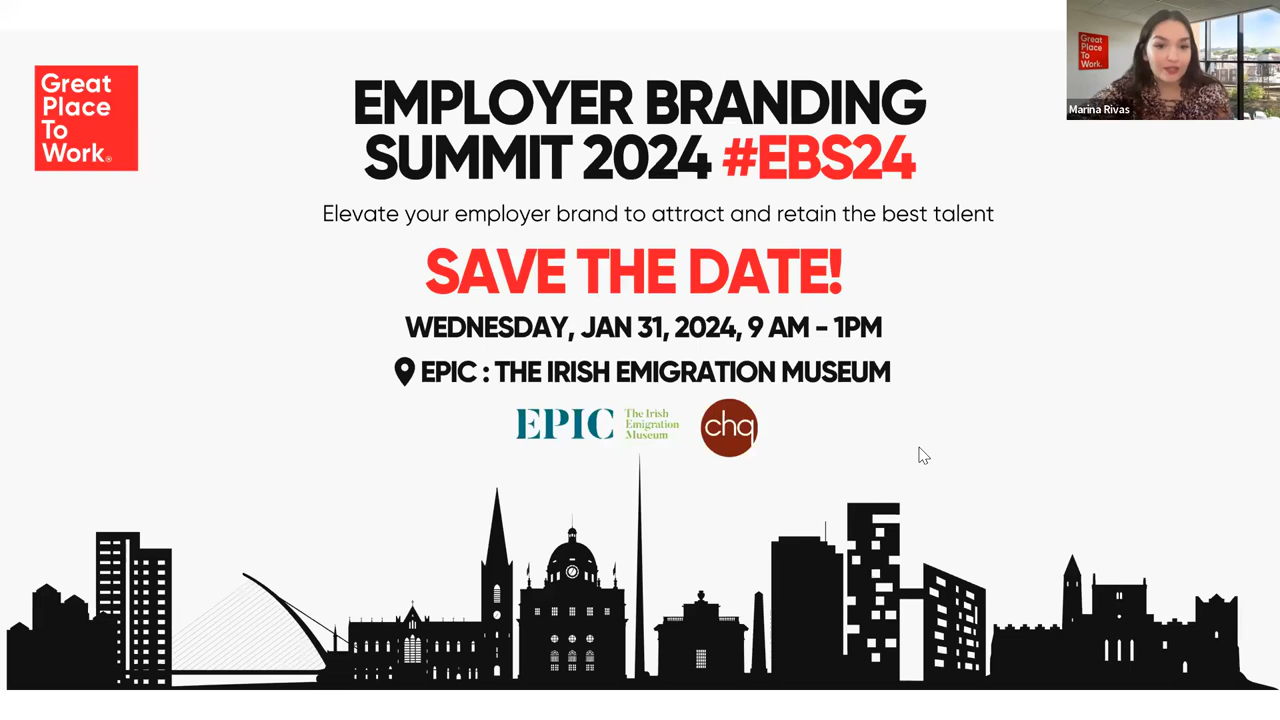 Great
Place
To
Work®
EMPLOYER BRANDING
SUMMIT 2024 #EBS24
Elevate your employer brand to attract and retain the best talent
SAVE THE DATE!
WEDNESDAY, JAN 31, 2024, 9 AM - 1PM
EPIC : THE IRISH EMIGRATION MUSEUM
EPIC
The Irish
Emigration
Museum
chq
Great
Place
To
Work.
Marina Rivas